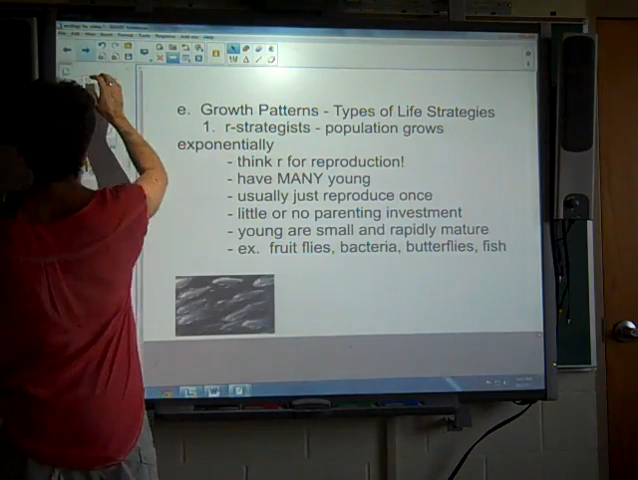 e. Growth Patterns - Types of Life Strategies
1. r-strategists - population grows
exponentially
- think r for reproduction!
- have MANY young
- usually just reproduce once
- little or no parenting investment
- young are small and rapidly mature
- ex. fruit flies, bacteria, butterflies, fish